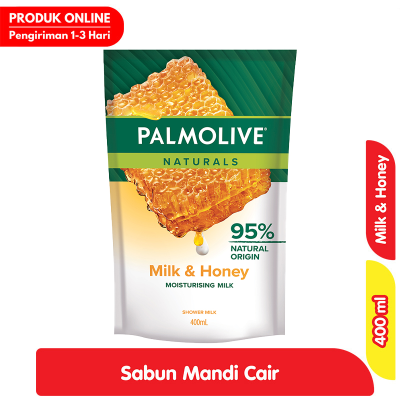 PRODUK ONLINE
Pengiriman 1-3 Hari
PALMOLIVE
NATURALS
95%
NATURAL
ORIGIN
Milk & Honey
MOISTURISING MILK
SHOWER MILK
400mL
Milk & Honey
400 ml
Sabun Mandi Cair